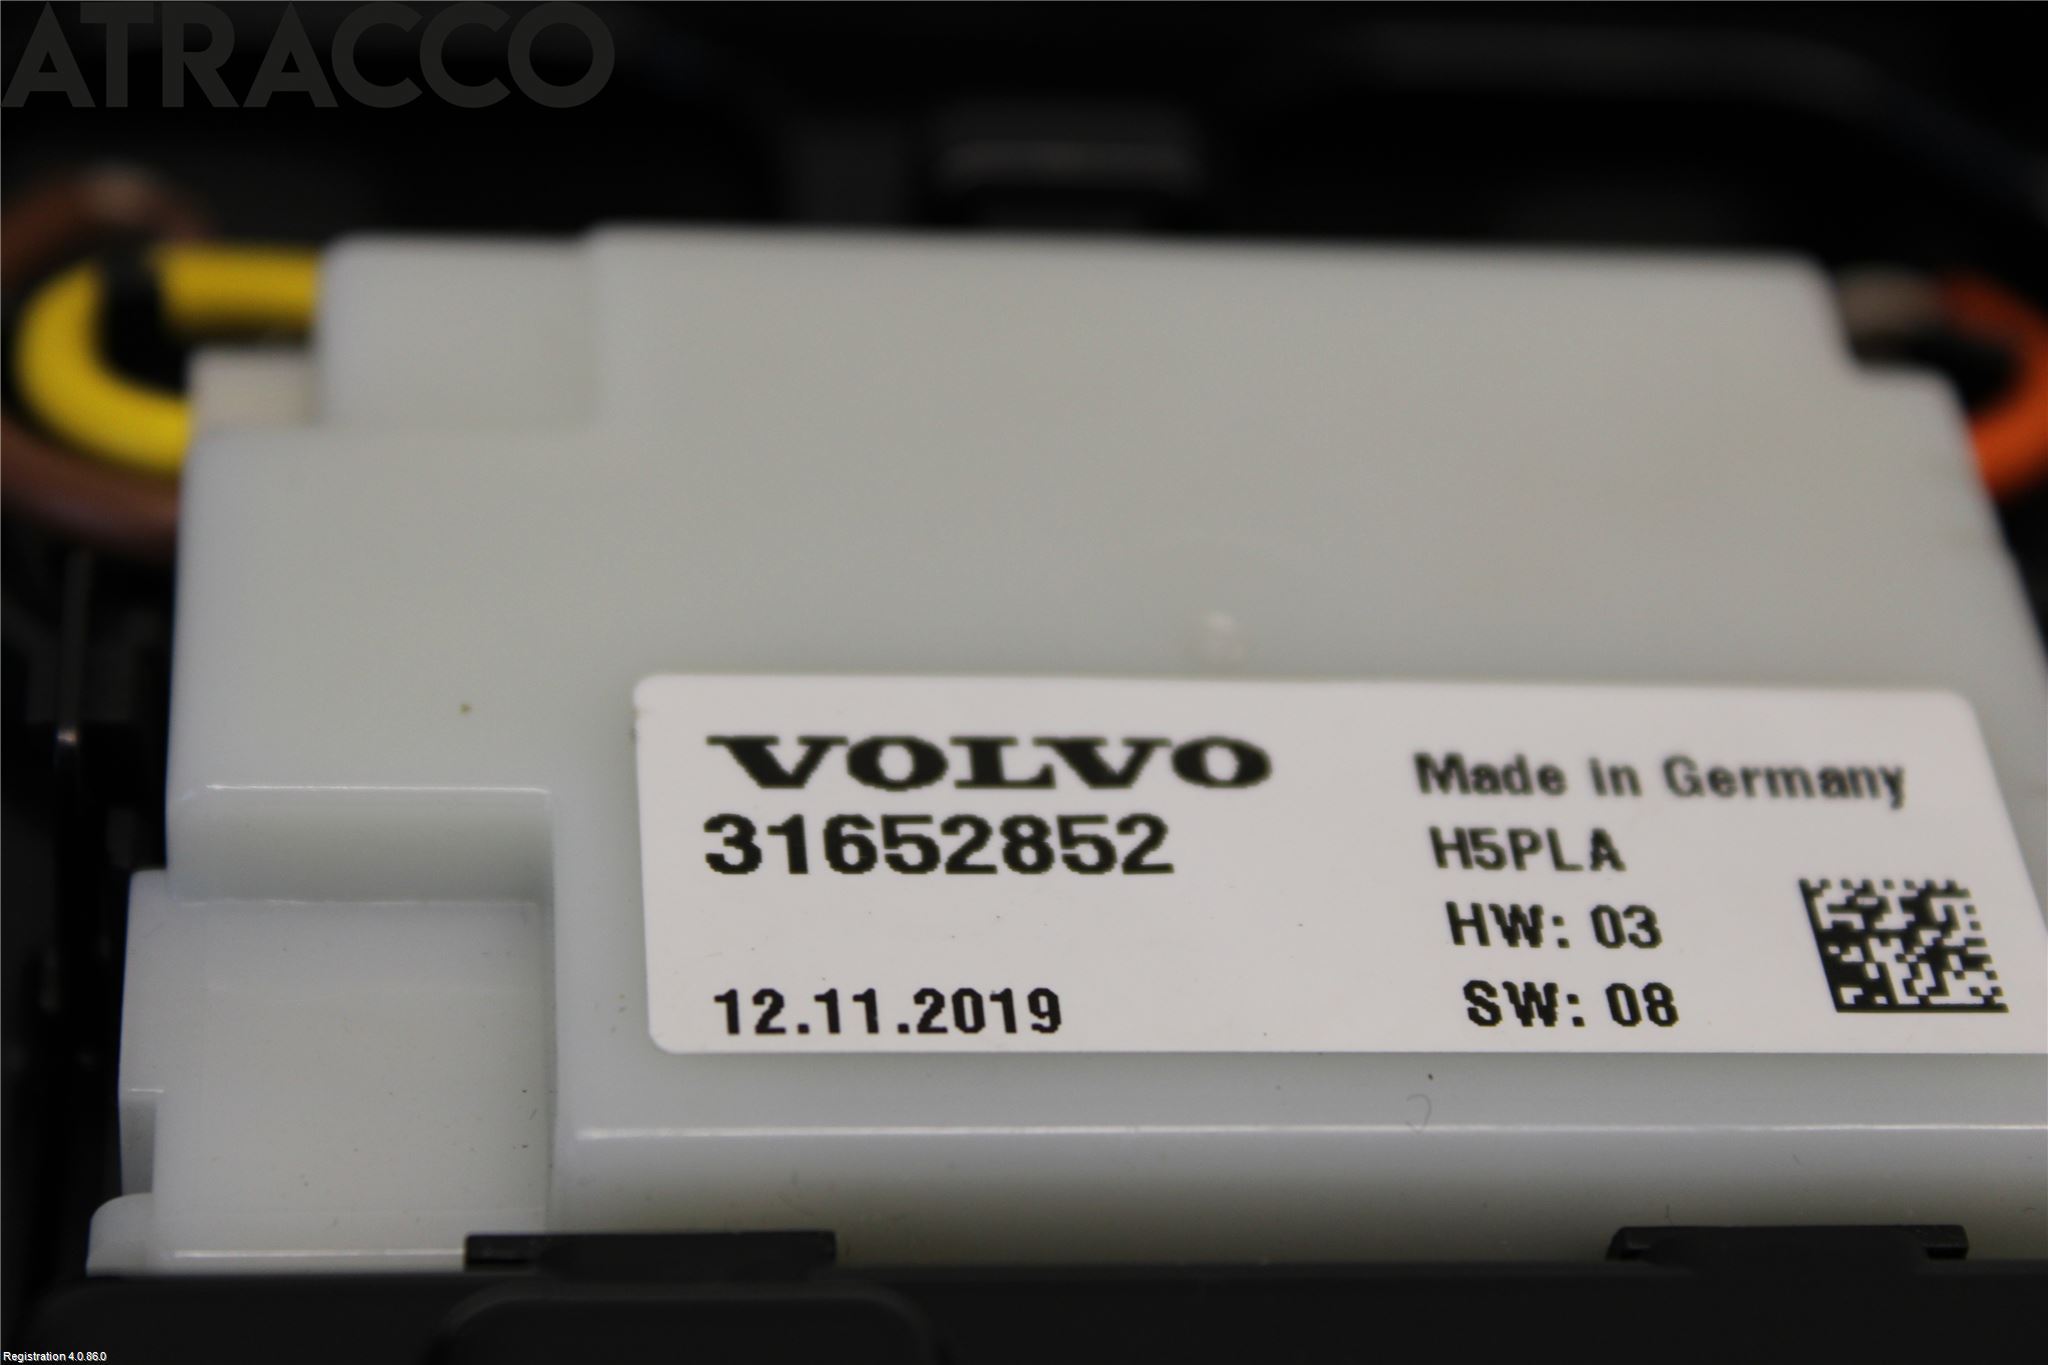 ATRACCO
VOLVO
31652852
12.11.2019
Made in Germany
H5PLA
HW: 03
SW: 08
Registration 4.0.86.0